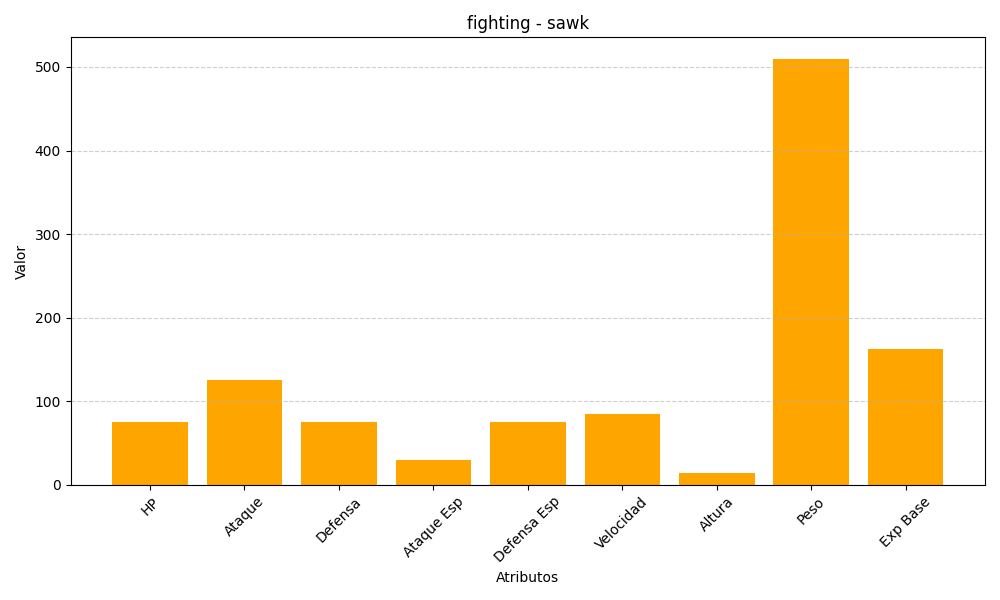 fighting - sawk
Valor
500
400
300
200
100
0
HP
Ataque
Defensa
Ataque Esp
Defensa Esp
Velocidad
Altura
Peso
Exp Base
Atributos